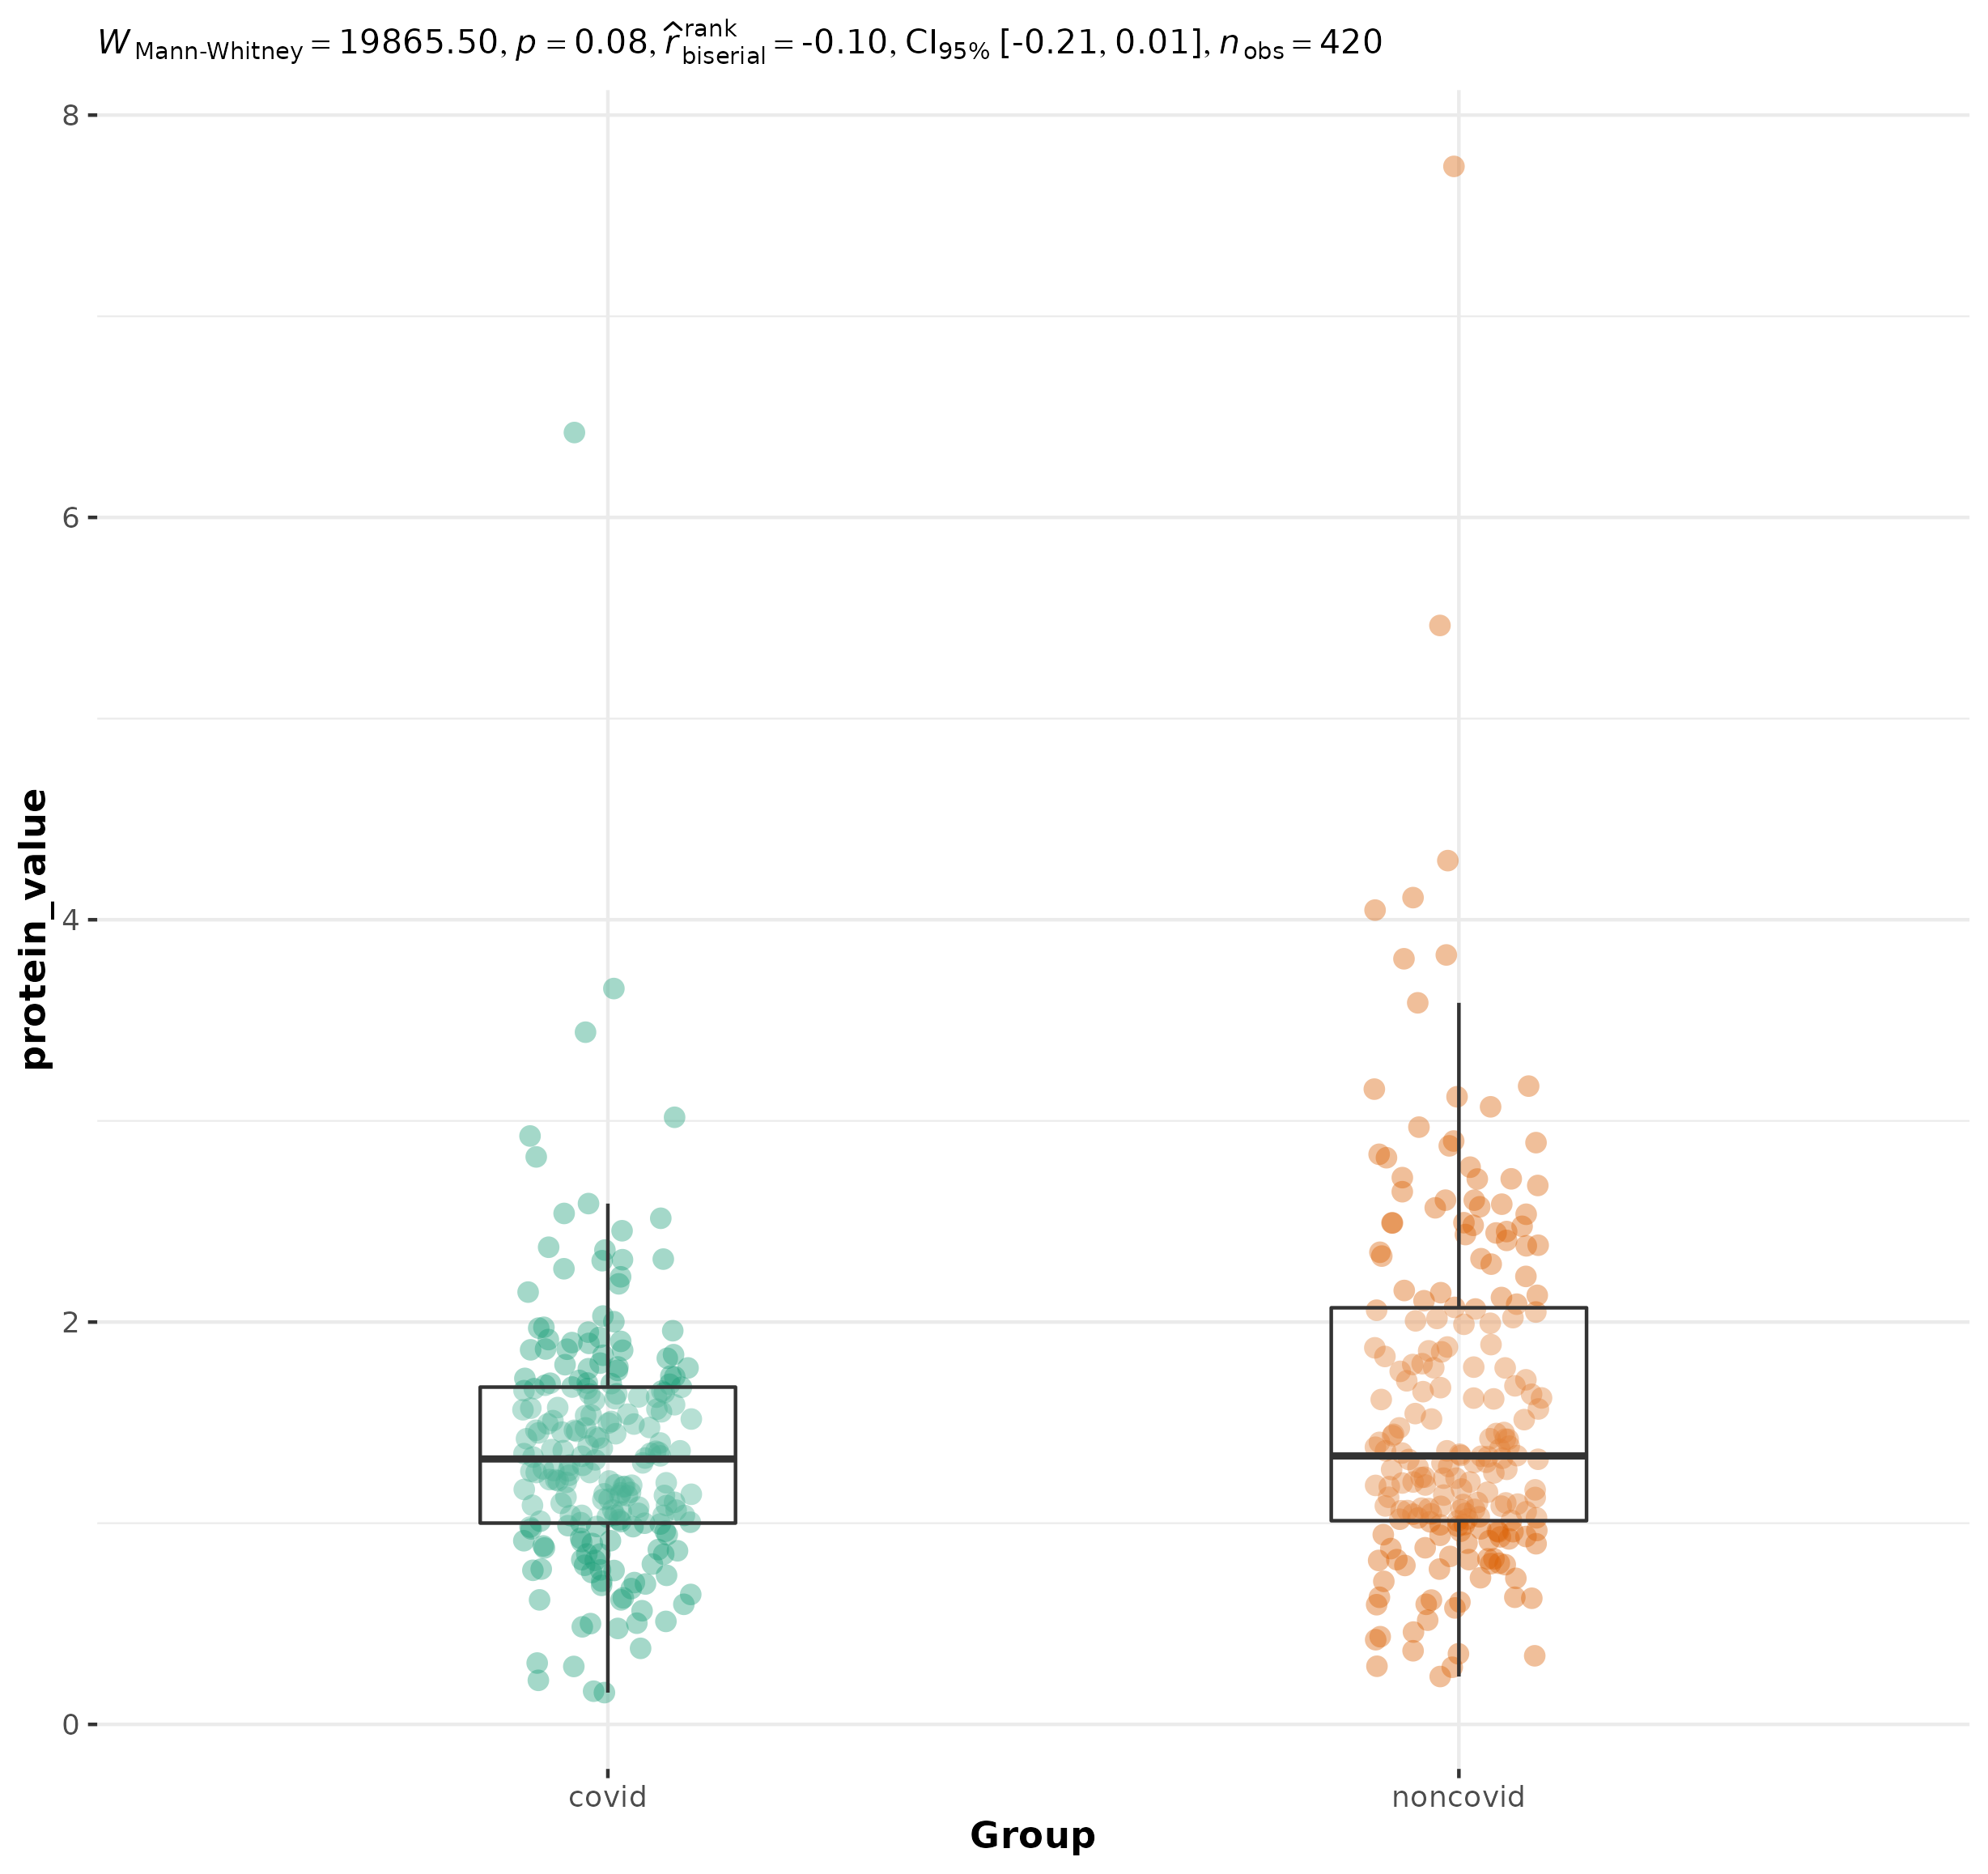 W Mann-Whitney = 19865.50, p = 0.08, r̂ rank biserial = -0.10, CI95% [-0.21, 0.01], n obs = 420
8
6
4
2
0
protein_value
covid noncovid
Group